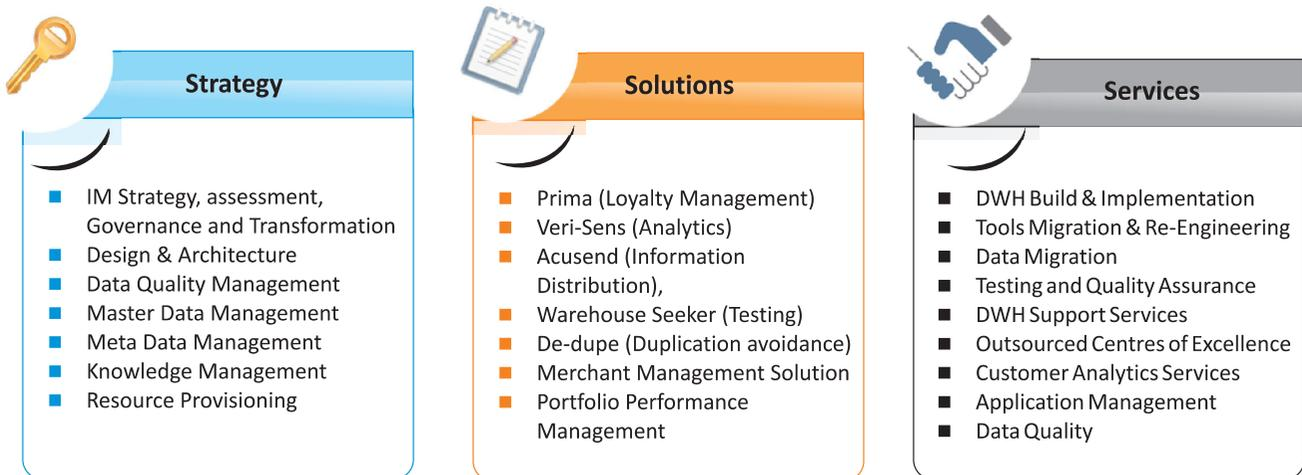 Strategy
IM Strategy, assessment,
Governance and Transformation
Design & Architecture
Data Quality Management
Master Data Management
Meta Data Management
Knowledge Management
Resource Provisioning
Solutions
Prima (Loyalty Management)
Veri-Sens (Analytics)
Acusend (Information
Distribution),
Warehouse Seeker (Testing)
De-dupe (Duplication avoidance)
Merchant Management Solution
Portfolio Performance
Management
Services
DWH Build & Implementation
Tools Migration & Re-Engineering
Data Migration
Testing and Quality Assurance
DWH Support Services
Outsourced Centres of Excellence
Customer Analytics Services
Application Management
Data Quality